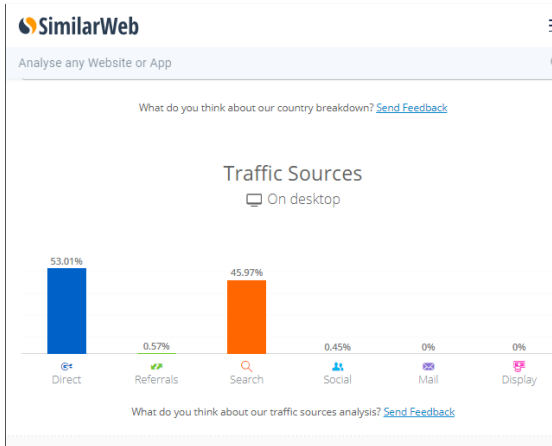 SimilarWeb
Analyse any Website or App
What do you think about our country breakdown? Send Feedback
Traffic Sources
On desktop
53.01%
0.57%
45.97%
0.45%
0%
0%
Direct
Referrals
Search
Social
Mail
Display
What do you think about our traffic sources analysis? Send Feedback